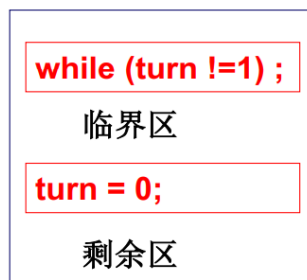 while (turn !=1) ;
临界区
turn = 0;
剩余区